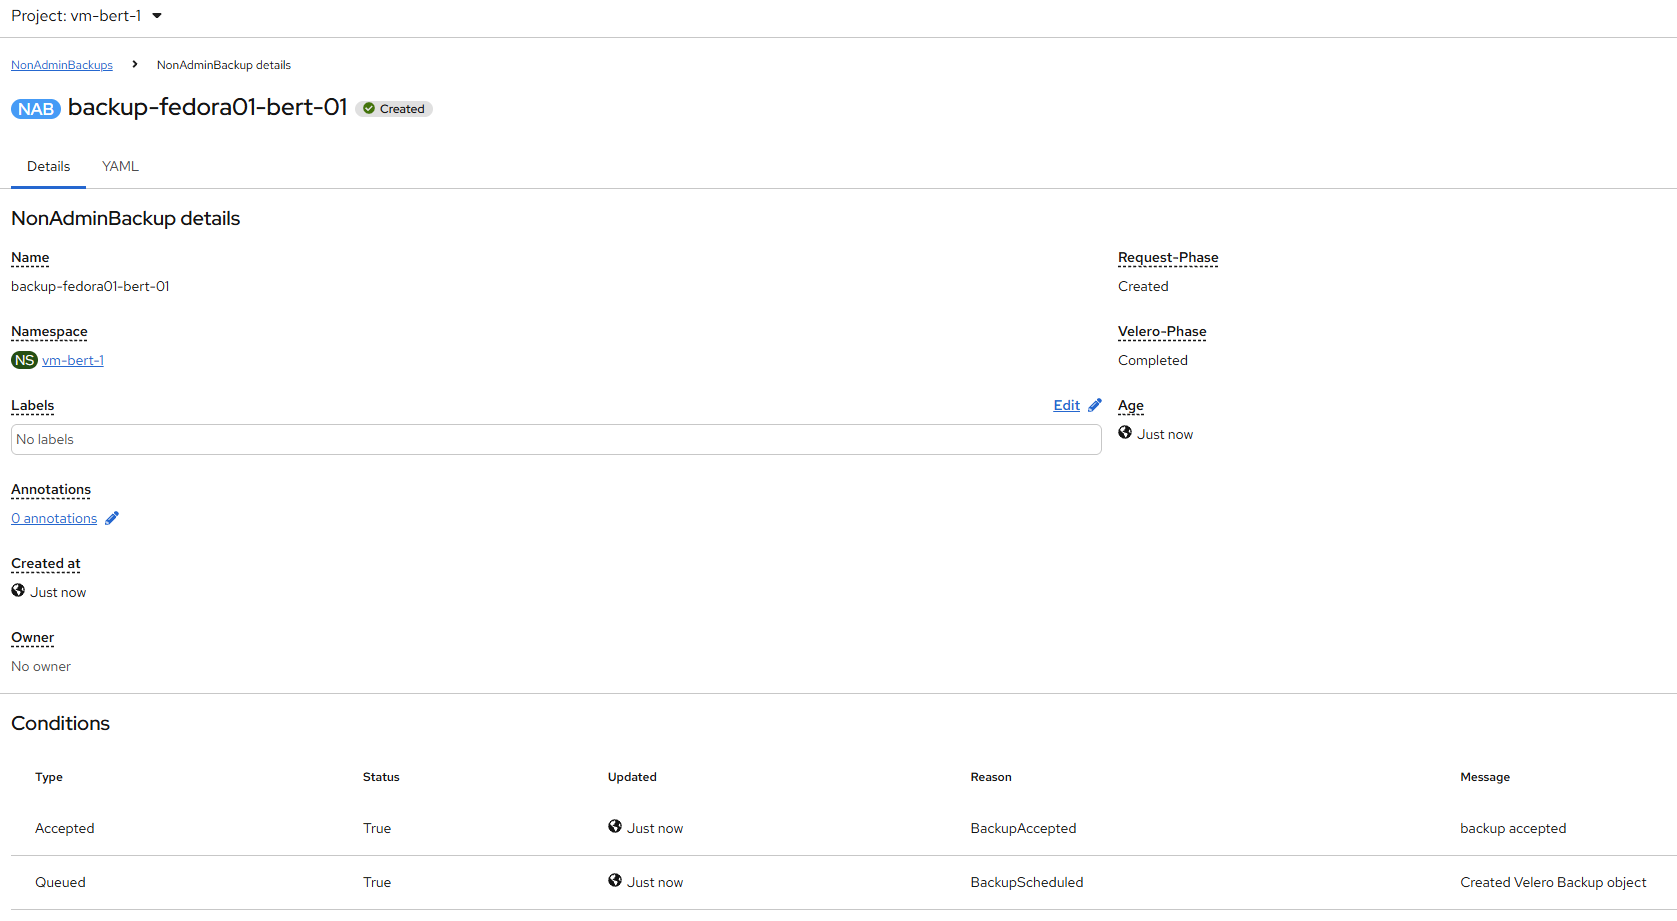 Project: vm-bert-1
NonAdminBackups > NonAdminBackup details
NAB backup-fedora01-bert-01 Created
Details YAML
NonAdminBackup details
Name
backup-fedora01-bert-01
Namespace
NS vm-bert-1
Labels Edit
No labels
Annotations
0 annotations
Created at
Just now
Owner
No owner
Request-Phase
Created
Velero-Phase
Completed
Age
Just now
Conditions
Type Status Updated Reason Message
Accepted True Just now BackupAccepted backup accepted
Queued True Just now BackupScheduled Created Velero Backup object